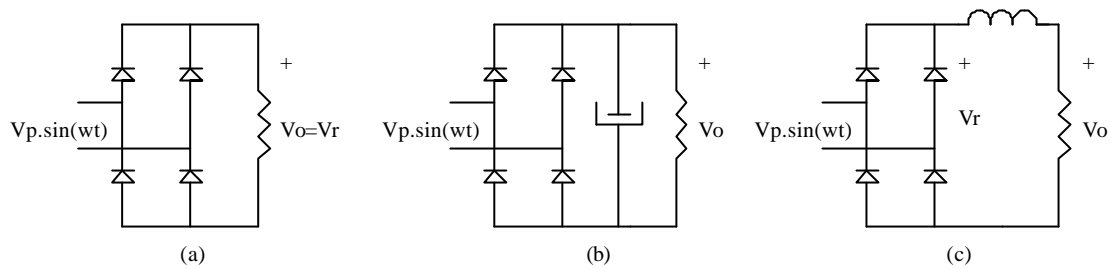 +
Vp.sin(wt)
Vo=Vr
(a)
+
Vp.sin(wt)
Vo
(b)
+
+
Vp.sin(wt)
Vr
Vo
(c)